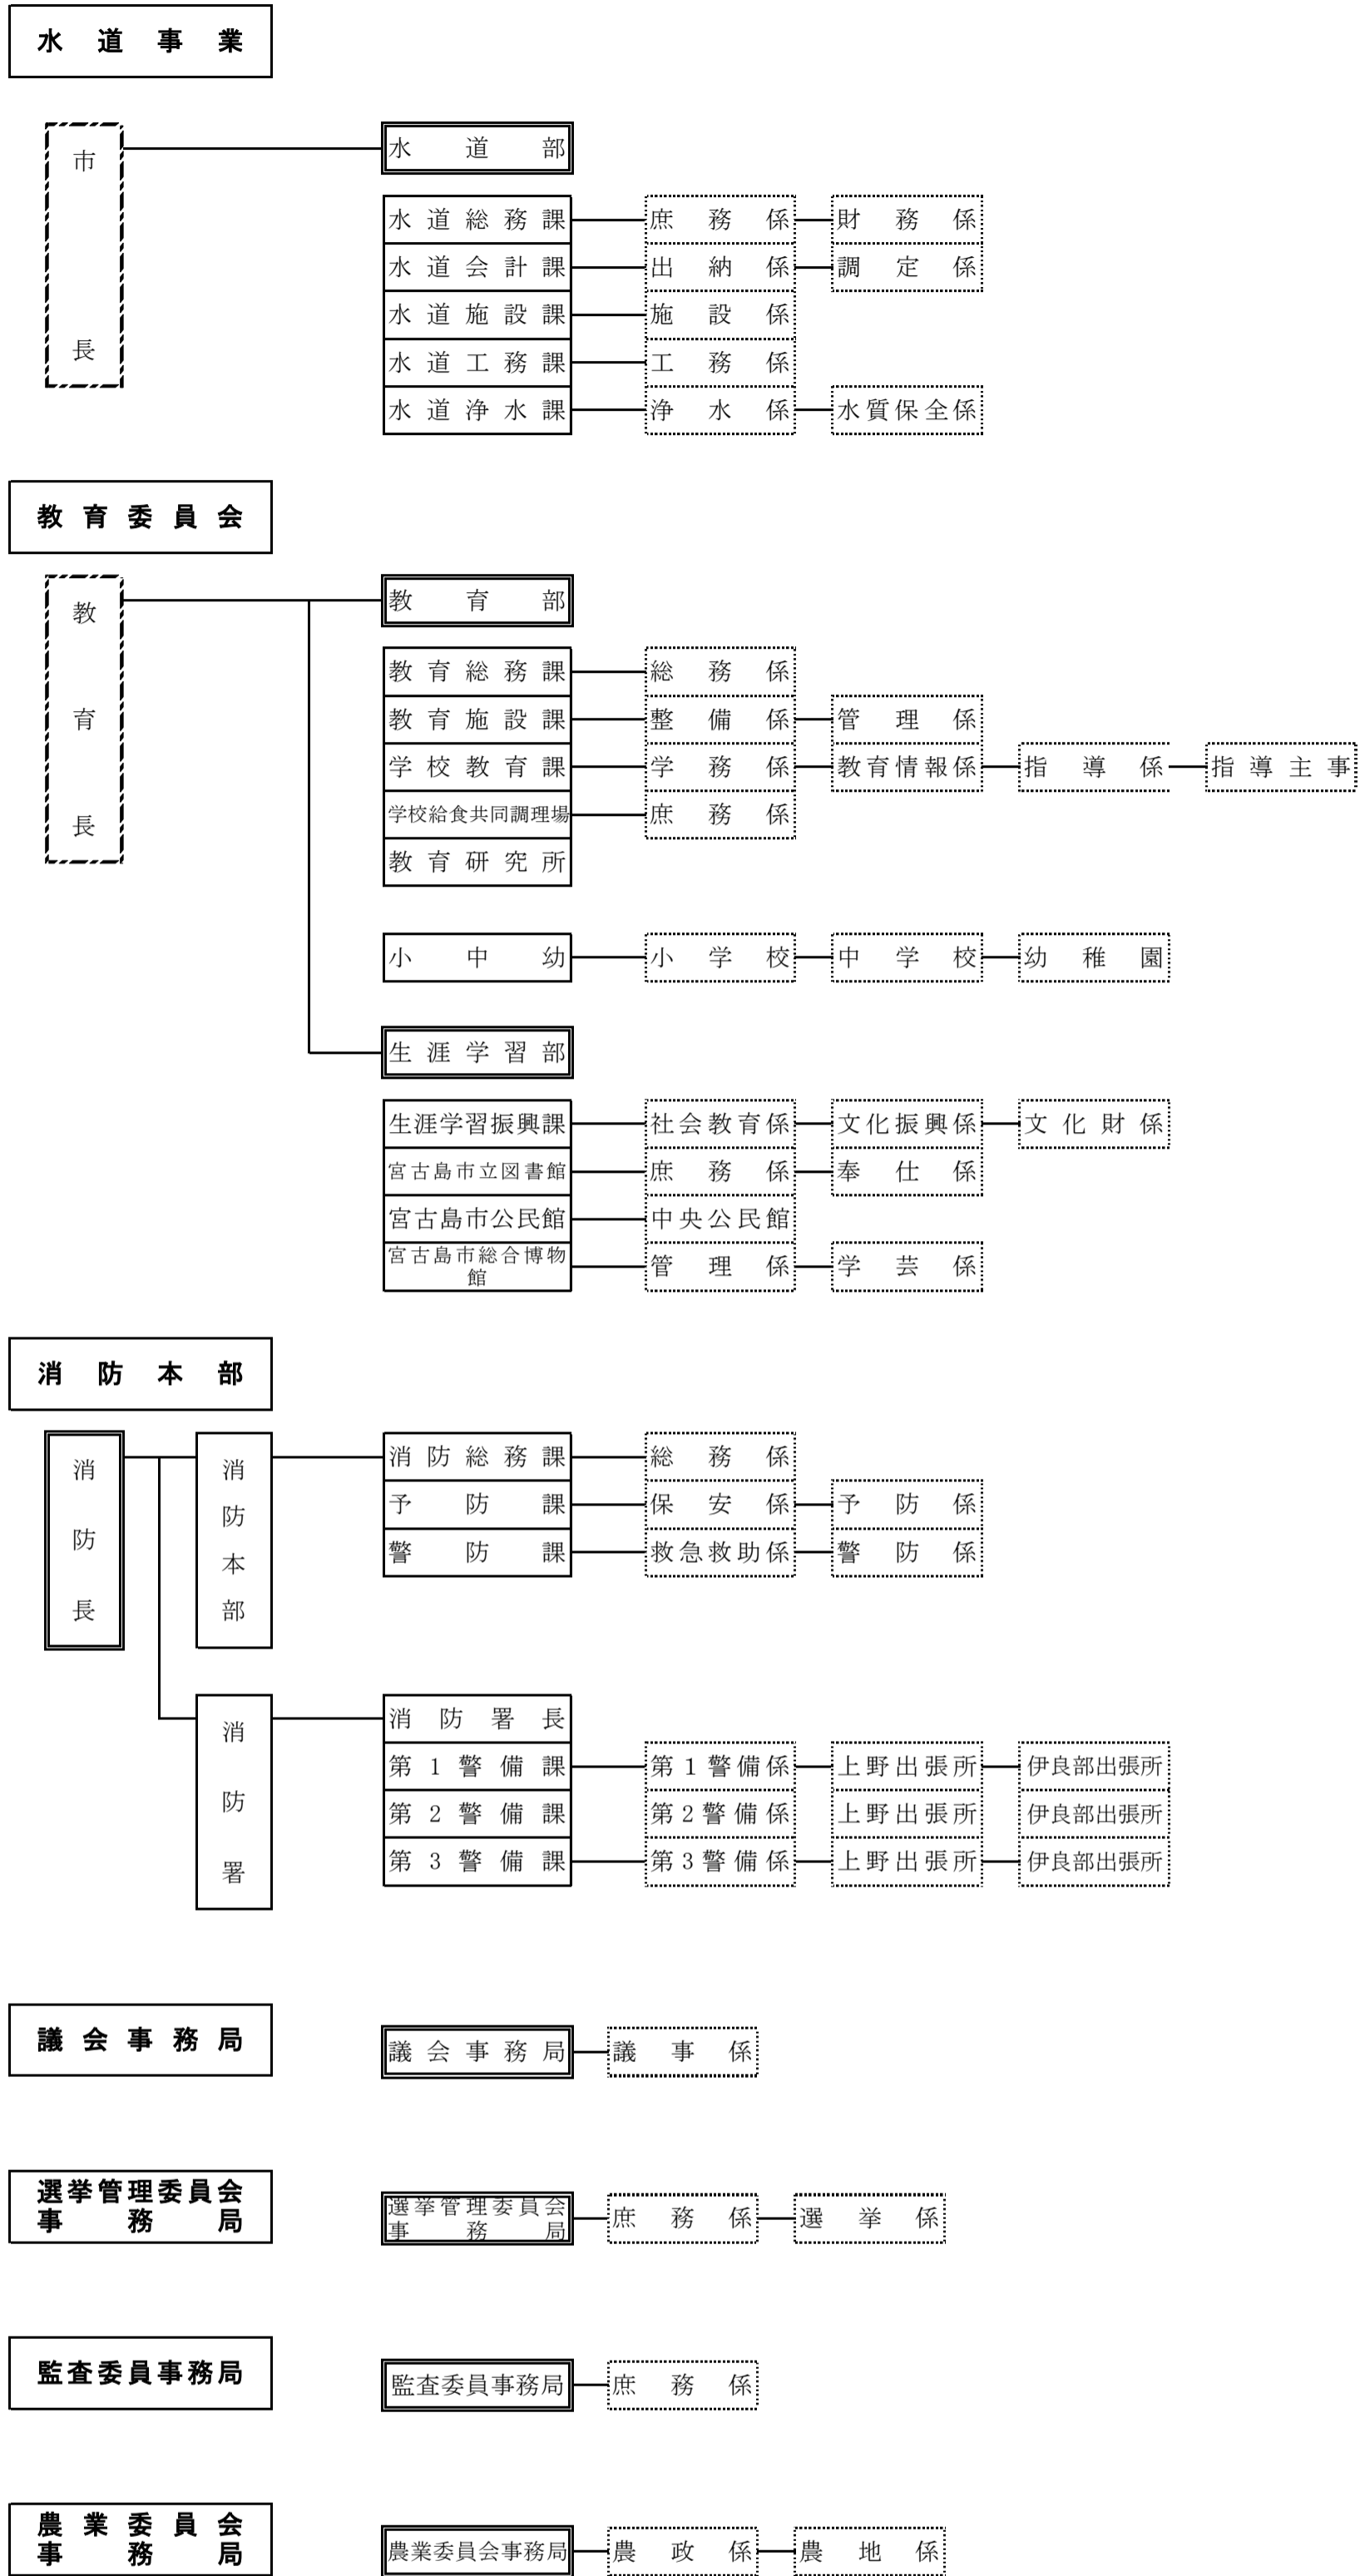 水道事業
市長
水道部
水道総務課 庶務係 財務係
水道会計課 出納係 調定係
水道施設課 施設係
水道工務課 工務係
水道浄水課 浄水係 水質保全係
教育委員会
教育長
教育部
教育総務課 総務係
教育施設課 整備係 管理係
学校教育課 学務係 教育情報係 指導係 指導主事
学校給食共同調理場 庶務係
教育研究所
小中幼 小学校 中学校 幼稚園
生涯学習部
生涯学習振興課 社会教育係 文化振興係 文化財係
宮古島市立図書館 庶務係 奉仕係
宮古島市公民館 中央公民館
宮古島市総合博物
館
管理係 学芸係
消防本部
消防長
消防本部
消防総務課 総務係
予防課 保安係 予防係
警防課 救急救助係 警防係
消防署
消防署長
第1警備課 第1警備係 上野出張所 伊良部出張所
第2警備課 第2警備係 上野出張所 伊良部出張所
第3警備課 第3警備係 上野出張所 伊良部出張所
議会事務局
議会事務局 議事係
選挙管理委員会
事務局
選挙管理委員会
事務局
庶務係 選挙係
監査委員事務局
監査委員事務局 庶務係
農業委員会
事務局
農業委員会事務局 農政係 農地係